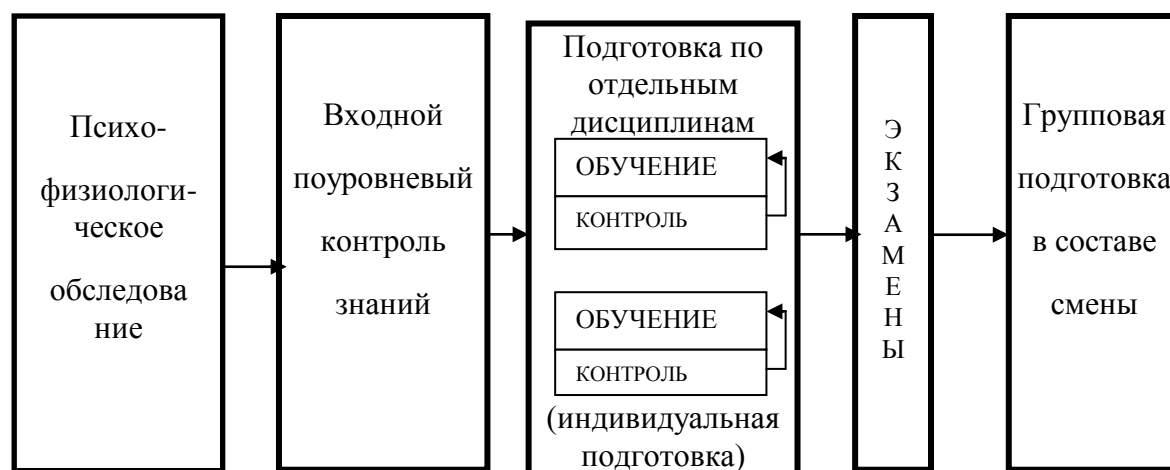 Психо-
физиологи-
ческое
обследова
ние
Входной
поуровневый
контроль
знаний
Подготовка по
отдельным
дисциплинам
ОБУЧЕНИЕ
КОНТРОЛЬ
ОБУЧЕНИЕ
КОНТРОЛЬ
(индивидуальная
подготовка)
Э
К
З
А
М
Е
Н
Ы
Групповая
подготовка
в составе
смены